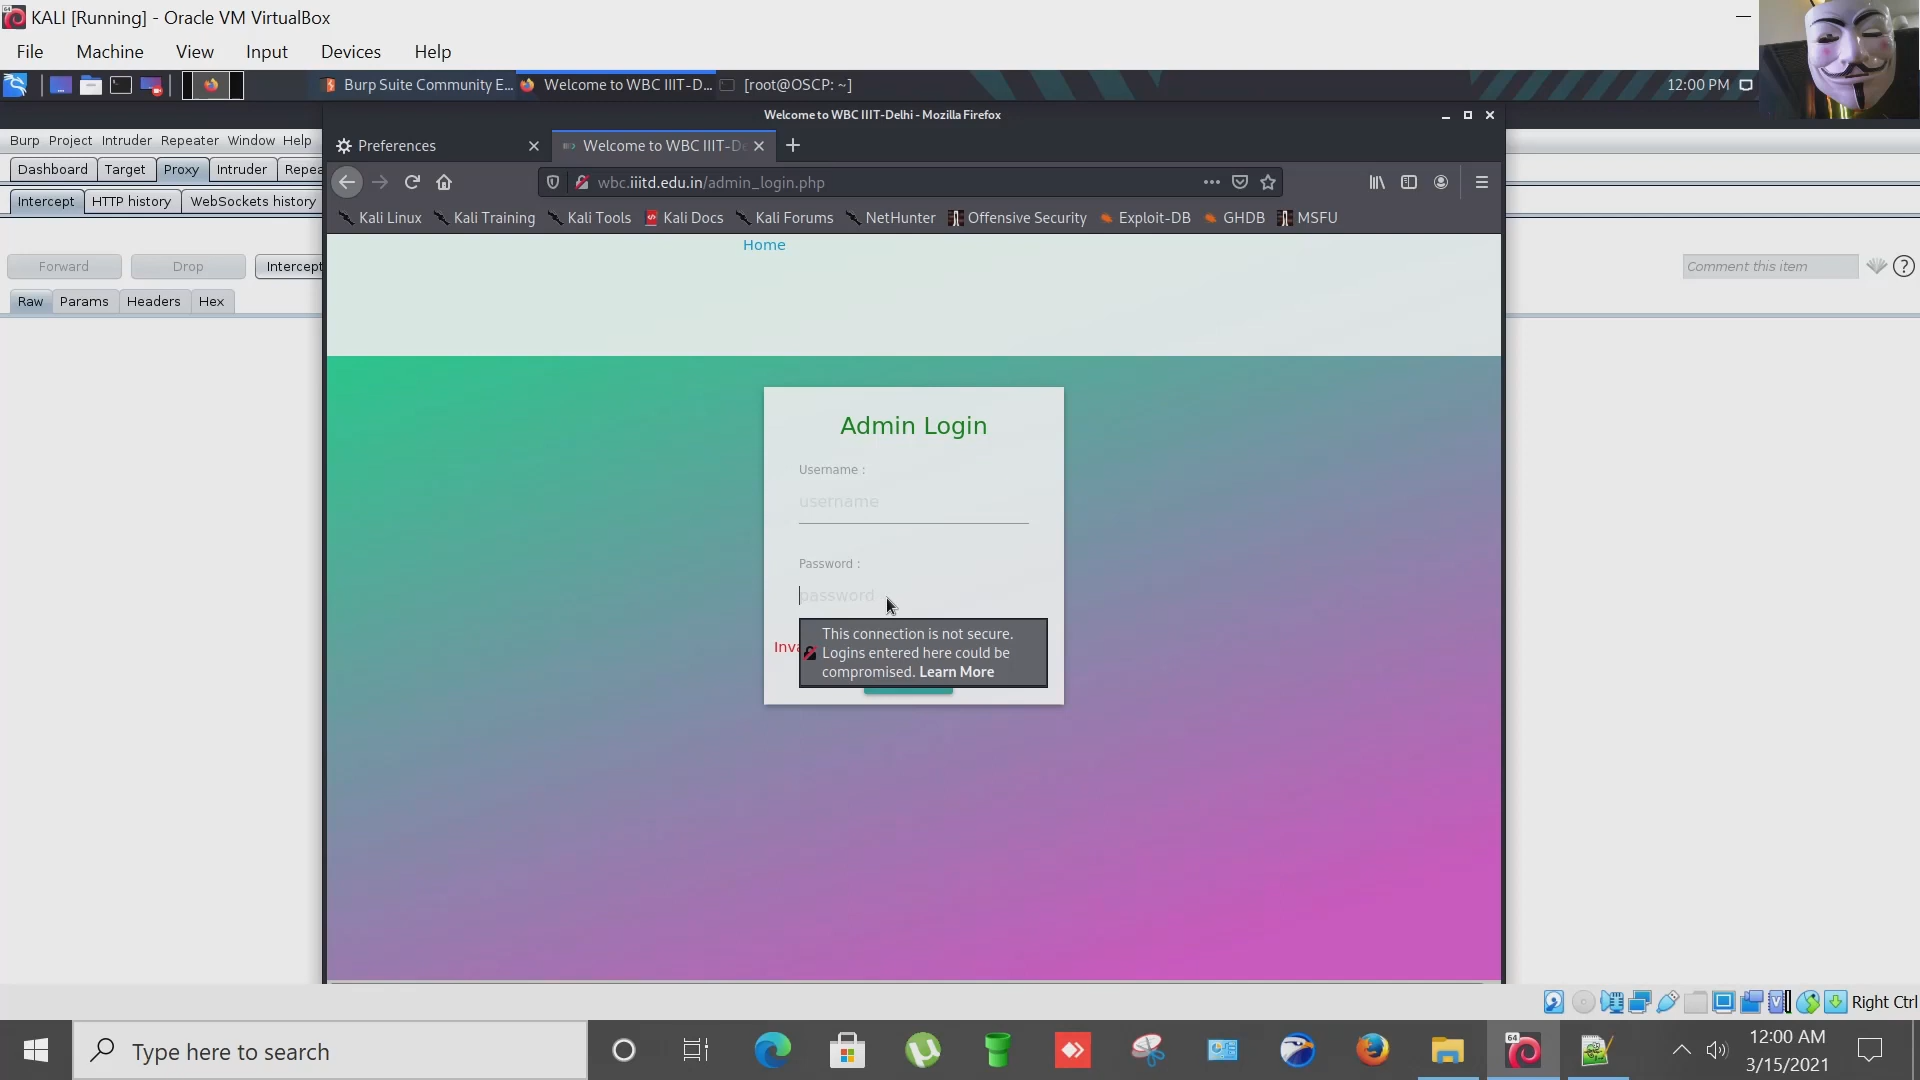 KALI [Running] - Oracle VM VirtualBox
File Machine View Input Devices Help
Burp Suite Community E... Welcome to WBC IIIT-D... [root@OSCP: ~] 12:00 PM
Welcome to WBC IIIT-Delhi - Mozilla Firefox
Burp Project Intruder Repeater Window Help
Preferences Welcome to WBC IIIT-De
Dashboard Target Proxy Intruder Repea
wbc.iiitd.edu.in/admin_login.php
Intercept HTTP history WebSockets history
Kali Linux Kali Training Kali Tools Kali Docs Kali Forums NetHunter Offensive Security Exploit-DB GHDB MSFU
Home
Forward Drop Intercept Comment this item ?
Raw Params Headers Hex
Admin Login
Username :
username
Password :
password
This connection is not secure.
Logins entered here could be
compromised. Learn More
Inva
Right Ctrl
Type here to search
64
12:00 AM
3/15/2021